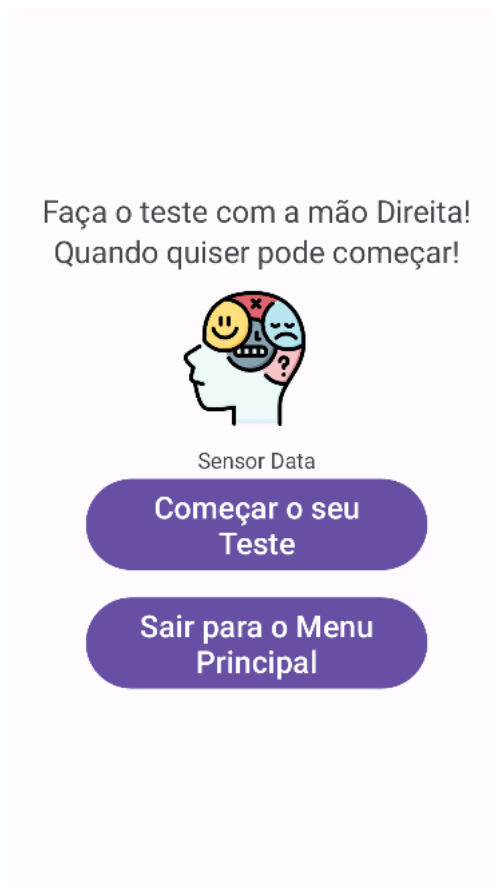 Faça o teste com a mão Direita!
Quando quiser pode começar!
?
Sensor Data
Começar o seu
Teste
Sair para o Menu
Principal